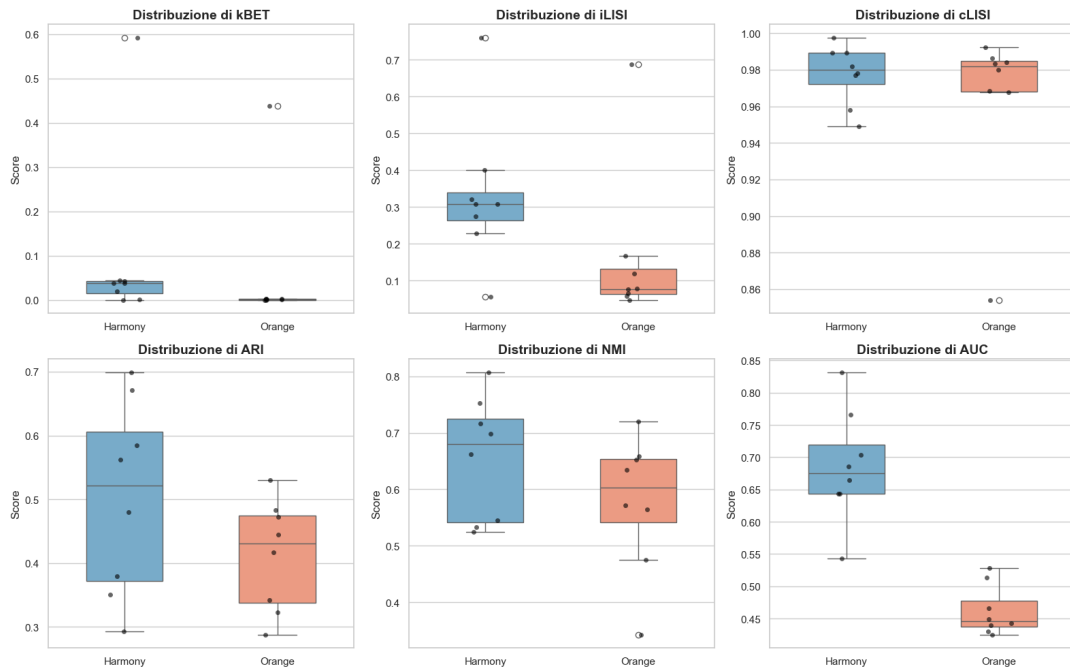 Distribuzione di kBET
Score
0.6
0.5
0.4
0.3
0.2
0.1
0.0
Harmony Orange
Distribuzione di iLISI
Score
0.7
0.6
0.5
0.4
0.3
0.2
0.1
Harmony Orange
Distribuzione di cLISI
Score
1.00
0.98
0.96
0.94
0.92
0.90
0.88
0.86
Harmony Orange
Distribuzione di ARI
Score
0.7
0.6
0.5
0.4
0.3
Harmony Orange
Distribuzione di NMI
Score
0.8
0.7
0.6
0.5
0.4
Harmony Orange
Distribuzione di AUC
Score
0.85
0.80
0.75
0.70
0.65
0.60
0.55
0.50
0.45
Harmony Orange